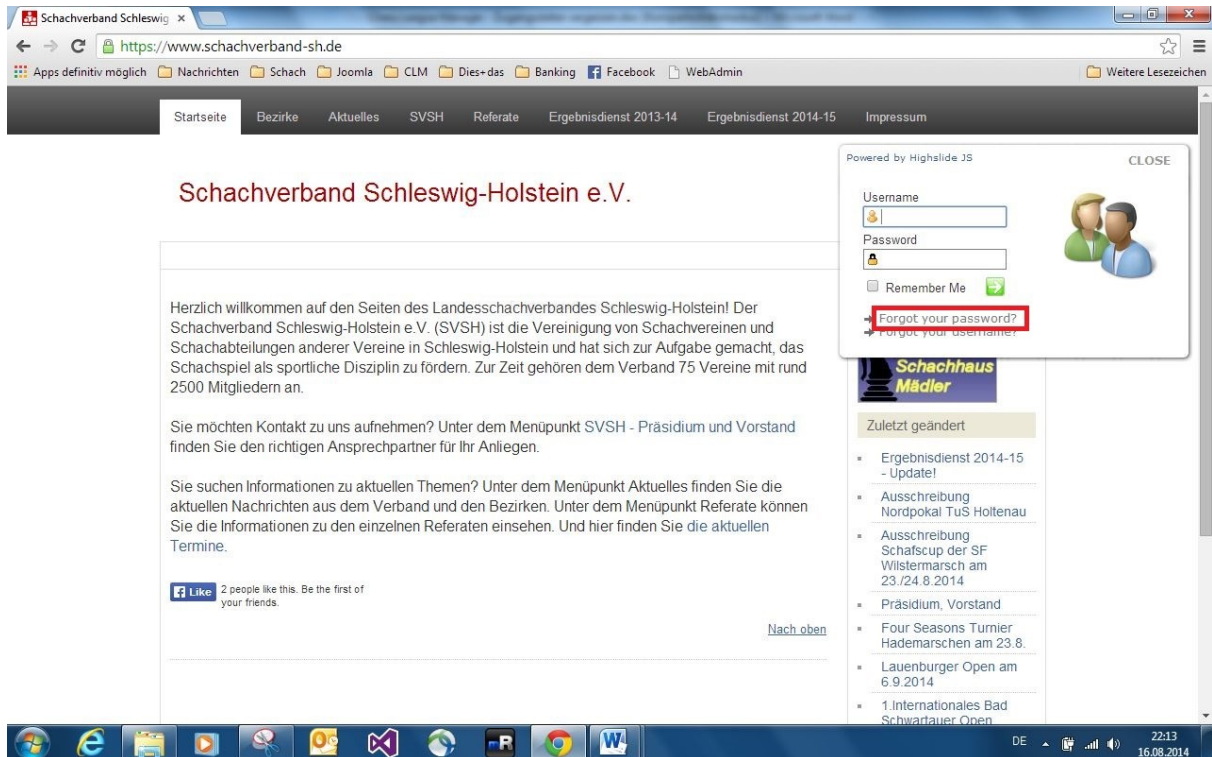 Schachverband Schleswig
https://www.schachverband-sh.de
Apps definitiv möglich Nachrichten Schach Joomla CLM Dies+das Banking Facebook WebAdmin Weitere Lesezeichen
Startseite Bezirke Aktuelles SVSH Referate Ergebnisdienst 2013-14 Ergebnisdienst 2014-15 Impressum
Powered by Highslide JS
CLOSE
Schachverband Schleswig-Holstein e.V.
Username
Password
Remember Me
Forgot your password?
Forgot your username?
Herzlich willkommen auf den Seiten des Landesschachverbandes Schleswig-Holstein! Der
Schachverband Schleswig-Holstein e.V. (SVSH) ist die Vereinigung von Schachvereinen und
Schachabteilungen anderer Vereine in Schleswig-Holstein und hat sich zur Aufgabe gemacht, das
Schachspiel als sportliche Disziplin zu fördern. Zur Zeit gehören dem Verband 75 Vereine mit rund
2500 Mitgliedern an.
Sie möchten Kontakt zu uns aufnehmen? Unter dem Menüpunkt SVSH - Präsidium und Vorstand
finden Sie den richtigen Ansprechpartner für Ihr Anliegen.
Sie suchen Informationen zu aktuellen Themen? Unter dem Menüpunkt Aktuelles finden Sie die
aktuellen Nachrichten aus dem Verband und den Bezirken. Unter dem Menüpunkt Referate können
Sie die Informationen zu den einzelnen Referaten einsehen. Und hier finden Sie die aktuellen
Termine.
Like 2 people like this. Be the first of
your friends.
Nach oben
Schachhaus
Mädler
Zuletzt geändert
Ergebnisdienst 2014-15
- Update!
Ausschreibung
Nordpokal TuS Holtenau
Ausschreibung
Schafscup der SF
Wilstermarsch am
23./24.8.2014
Präsidium, Vorstand
Four Seasons Turnier
Hademarschen am 23.8.
Lauenburger Open am
6.9.2014
1.Internationales Bad
Schwartauer Open
DE
22:13
16.08.2014